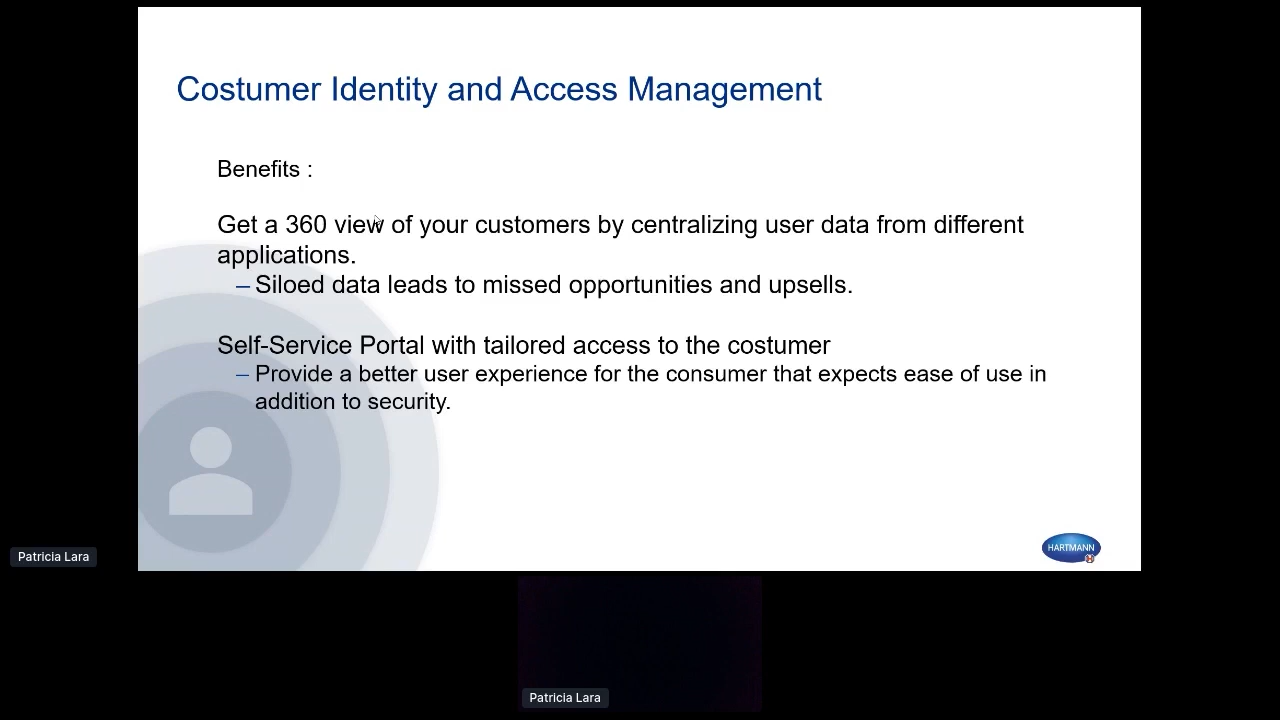 Costumer Identity and Access Management
Benefits :
Get a 360 view of your customers by centralizing user data from different
applications.
– Siloed data leads to missed opportunities and upsells.
Self-Service Portal with tailored access to the costumer
– Provide a better user experience for the consumer that expects ease of use in
addition to security.
HARTMANN
Patricia Lara
Patricia Lara